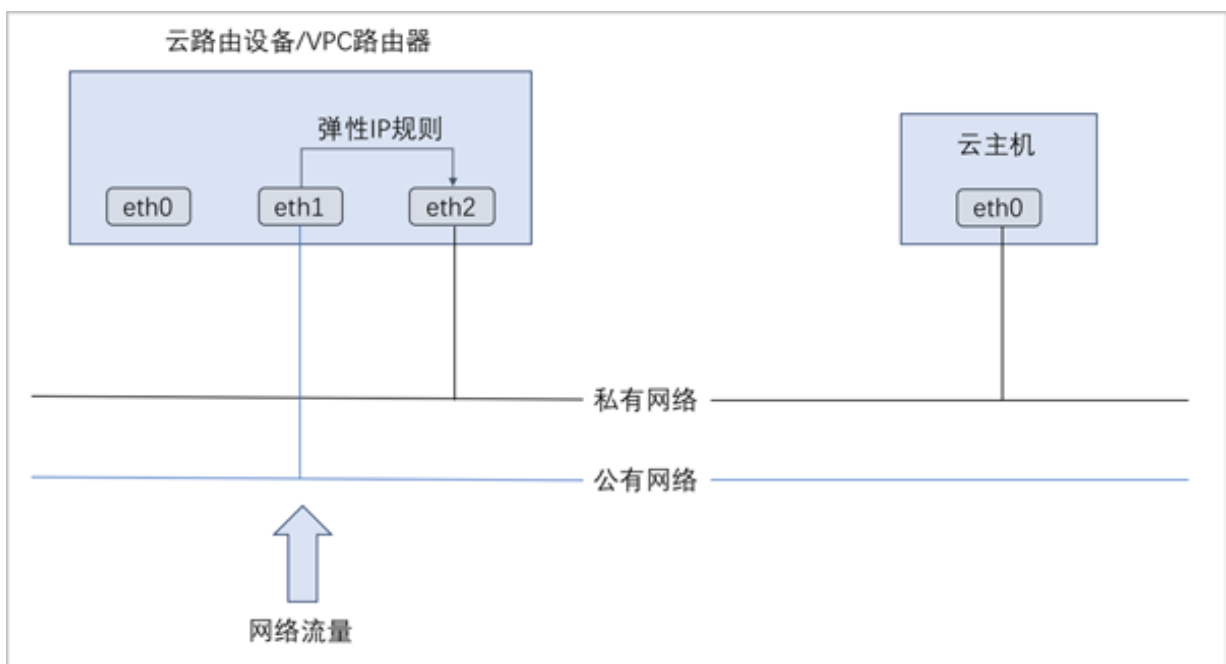 云路由设备/VPC路由器
弹性IP规则
云主机
eth0
eth1
eth2
eth0
私有网络
公有网络
网络流量